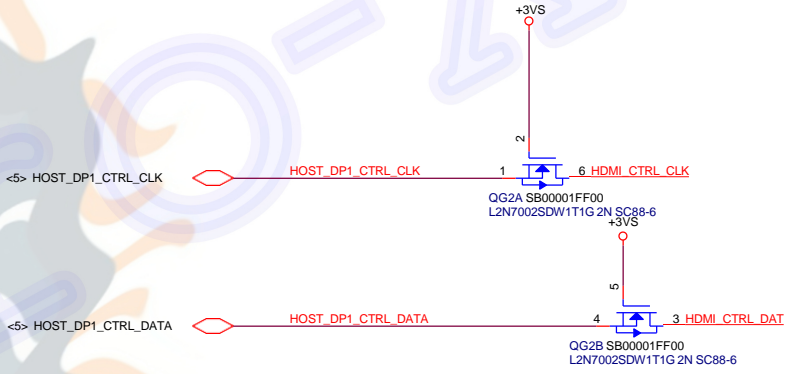 +3VS
2
<5> HOST_DP1_CTRL_CLK
HOST_DP1_CTRL_CLK
1
6 HDMI_CTRL_CLK
QG2A SB00001FF00
L2N7002SDW1T1G 2N SC88-6
+3VS
5
<5> HOST_DP1_CTRL_DATA
HOST_DP1_CTRL_DATA
4
3 HDMI_CTRL_DAT
QG2B SB00001FF00
L2N7002SDW1T1G 2N SC88-6